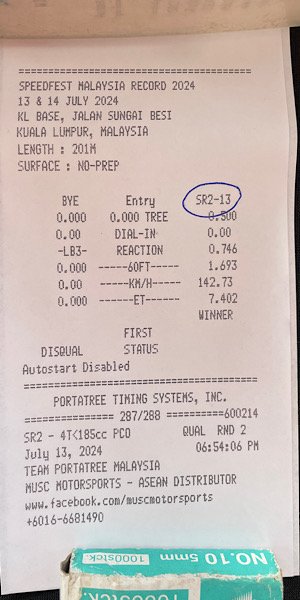 ===========================================
SPEEDFEST MALAYSIA RECORD 2024
13 & 14 JULY 2024
KL BASE, JALAN SUNGAI BESI
KUALA LUMPUR, MALAYSIA
LENGTH : 201M
SURFACE : NO-PREP
BYE Entry SR2-13
0.000 0.000 TREE 0.500
0.00 DIAL-IN 0.00
-LB3- REACTION 0.746
0.000 -----60FT----- 1.693
0.00 -----KM/H----- 142.73
0.000 ------ET------ 7.402
WINNER
FIRST
DISQUAL STATUS
Autostart Disabled
===========================================
PORTATREE TIMING SYSTEMS, INC.
=============== 287/288 ==========600214
SR2 - 4T<185cc PCO QUAL RND 2
July 13, 2024 06:54:06 PM
TEAM PORTATREE MALAYSIA
MUSC MOTORSPORTS - ASEAN DISTRIBUTOR
www.facebook.com/muscmotorsports
+6016-6681490
NO.10 5mm 1000stck
1000stck